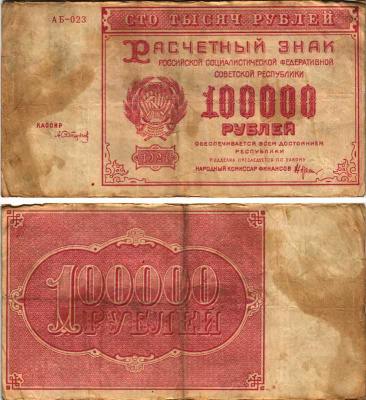 АБ-023
СТО ТЫСЯЧ РУБЛЕЙ
РАСЧЕТНЫЙ ЗНАК
РОССИЙСКОЙ СОЦИАЛИСТИЧЕСКОЙ ФЕДЕРАТИВНОЙ
СОВЕТСКОЙ РЕСПУБЛИКИ
100000
РУБЛЕЙ
ОБЕСПЕЧИВАЕТСЯ ВСЕМ ДОСТОЯНИЕМ
РЕСПУБЛИКИ
ПОДДЕЛКА ПРЕСЛЕДУЕТСЯ ПО ЗАКОНУ
НАРОДНЫЙ КОМИССАР ФИНАНСОВ
КАССИР
1921
100000
РУБЛЕЙ